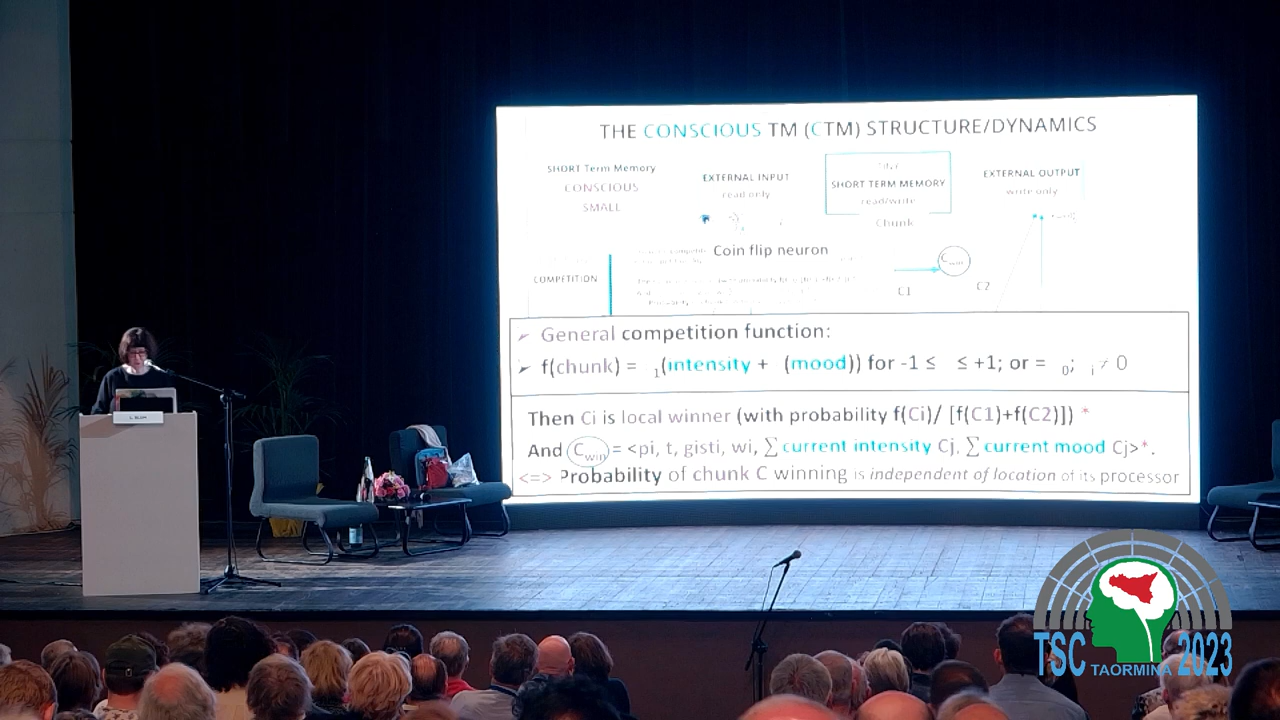 THE CONSCIOUS TM (CTM) STRUCTURE/DYNAMICS
SHORT Term Memory
CONSCIOUS
SMALL
EXTERNAL INPUT
read only
SHORT TERM MEMORY
read/write
Chunk
EXTERNAL OUTPUT
write only
Coin flip neuron
COMPETITION
Cwin
C1
C2
➢ General competition function:
➢ f(chunk) = 1(intensity + (mood)) for -1 ≤ ≤ +1; or = 0; i ≠ 0
Then Ci is local winner (with probability f(Ci)/ [f(C1)+f(C2)]) *
And Cwin = <pi, t, gisti, wi, ∑ current intensity Cj, ∑ current mood Cj>*.
<=> Probability of chunk C winning is independent of location of its processor
TSC TAORMINA 2023